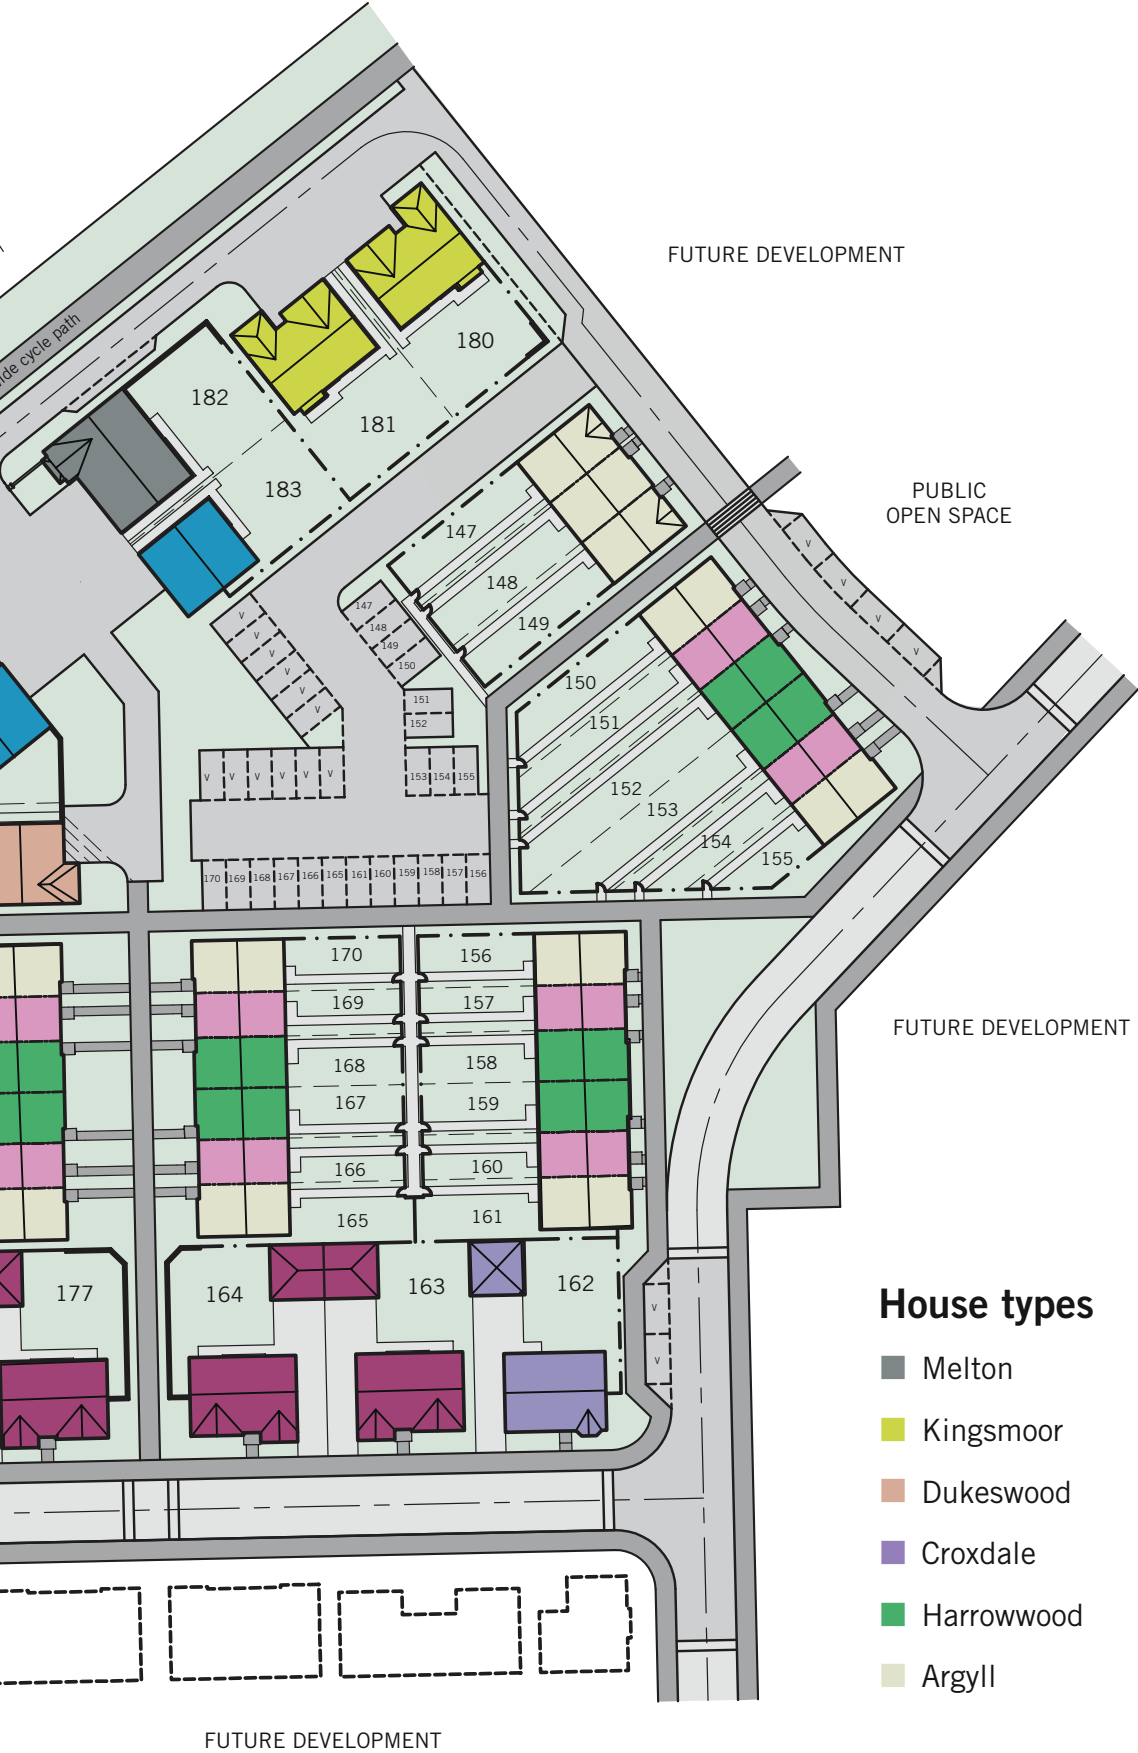 FUTURE DEVELOPMENT
cycle path
180
182
181
183
PUBLIC
OPEN SPACE
147
148
149
147
148
149
150
V
V
V
V
V
V
V
V
V
V
V
150
151
151
152
152
153
154
155
V
V
V
V
V
V
153
154
155
170
169
168
167
166
165
161
160
159
158
157
156
170
156
169
157
168
158
167
159
166
160
165
161
FUTURE DEVELOPMENT
177
164
163
162
V
V
House types
Melton
Kingsmoor
Dukeswood
Croxdale
Harrowwood
Argyll
FUTURE DEVELOPMENT